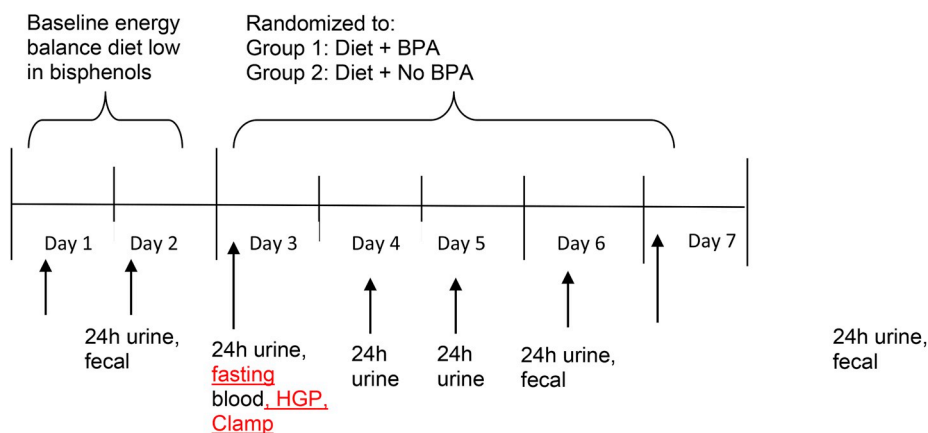 Baseline energy
balance diet low
in bisphenols
Randomized to:
Group 1: Diet + BPA
Group 2: Diet + No BPA
Day 1
Day 2
Day 3
Day 4
Day 5
Day 6
Day 7
24h urine,
fecal
24h urine,
fasting
blood, HGP,
Clamp
24h
urine
24h
urine
24h urine,
fecal
24h urine,
fecal